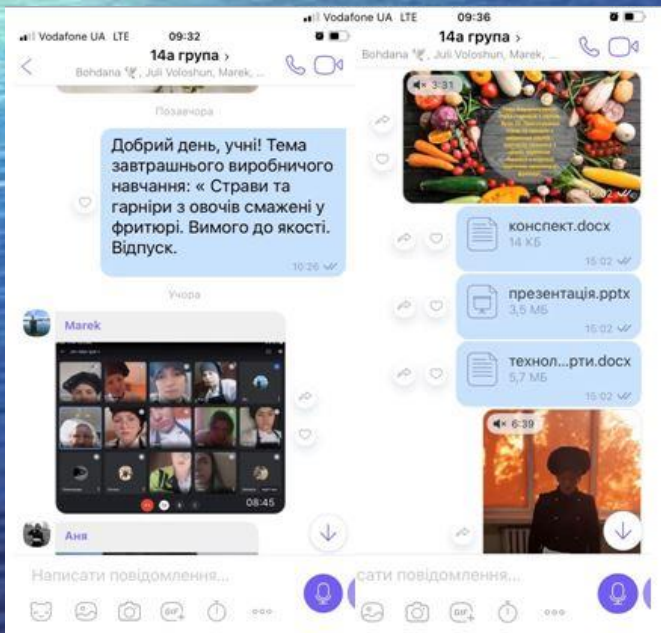 Vodafone UA LTE 09:32
14а група >
Bohdana, Juli Voloshun, Marek, ...
Позавчора
Добрий день, учні! Тема
завтрашнього виробничого
навчання: « Страви та
гарніри з овочів смажені у
фритюрі. Вимого до якості.
Відпуск.
10:26
Учора
Marek
08:45
Аня
Написати повідомлення...
GIF
Vodafone UA LTE 09:36
14а група >
Bohdana, Juli Voloshun, Marek, ...
3:31
15:02
конспект.docx
14 КБ
15:02
презентація.pptx
3,5 МБ
15:02
технол...рти.docx
5,7 МБ
15:02
6:39
сати повідомлення...
GIF